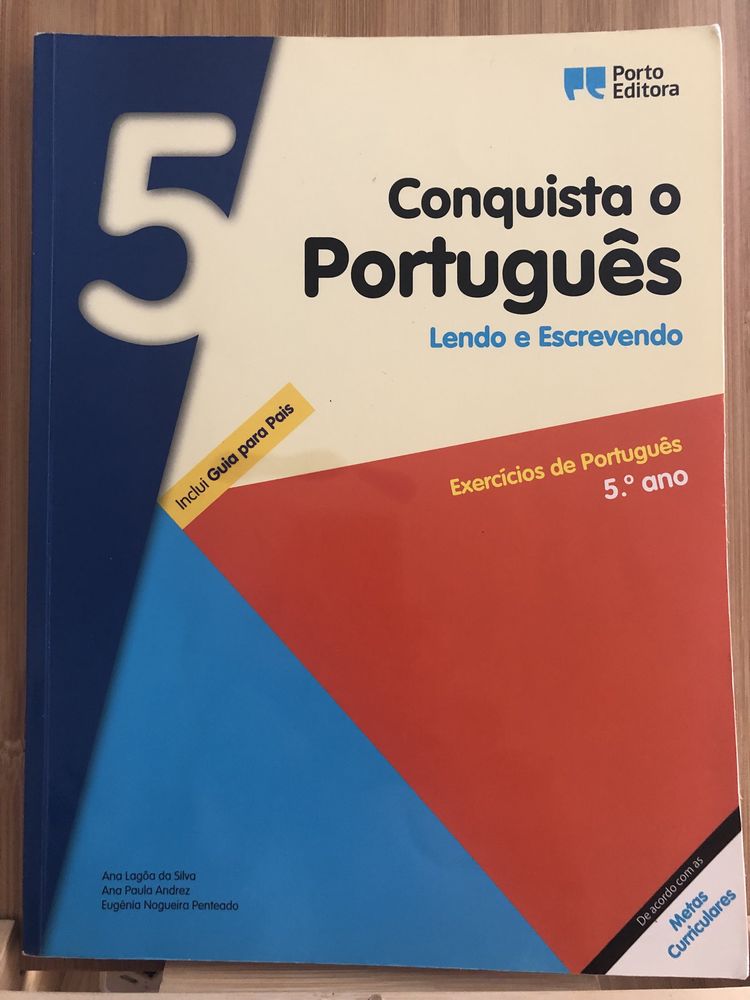 5
Porto
Editora
Conquista o
Português
Lendo e Escrevendo
Inclui Guia para Pais
Exercícios de Português
5.º ano
Ana Lagôa da Silva
Ana Paula Andrez
Eugénia Nogueira Penteado
De acordo com as
Metas
Curriculares